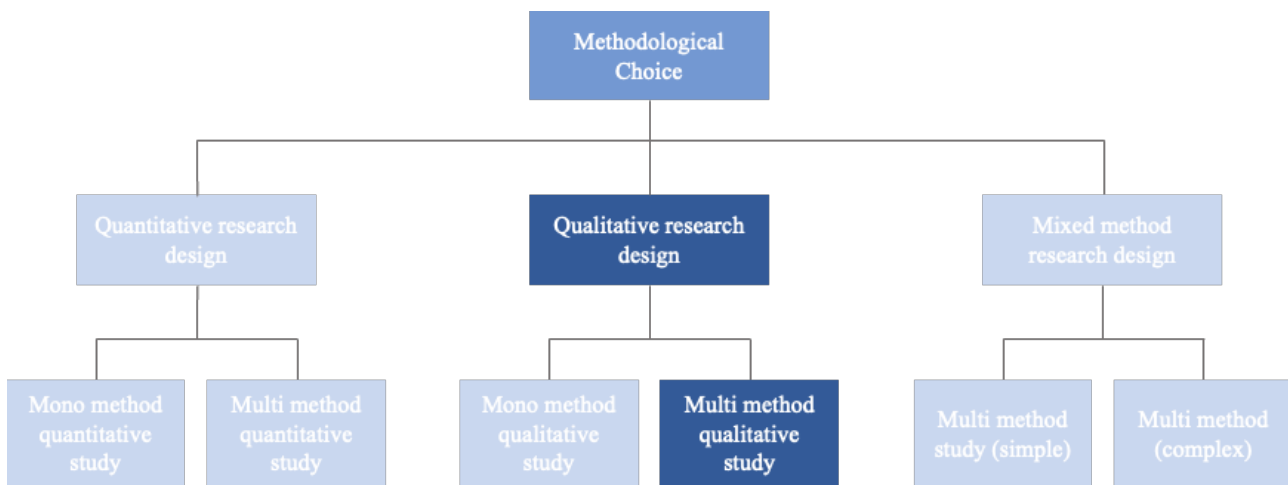 Methodological
Choice
Quantitative research
design
Qualitative research
design
Mixed method
research design
Mono method
quantitative
study
Multi method
quantitative
study
Mono method
qualitative
study
Multi method
qualitative
study
Multi method
study (simple)
Multi method
(complex)